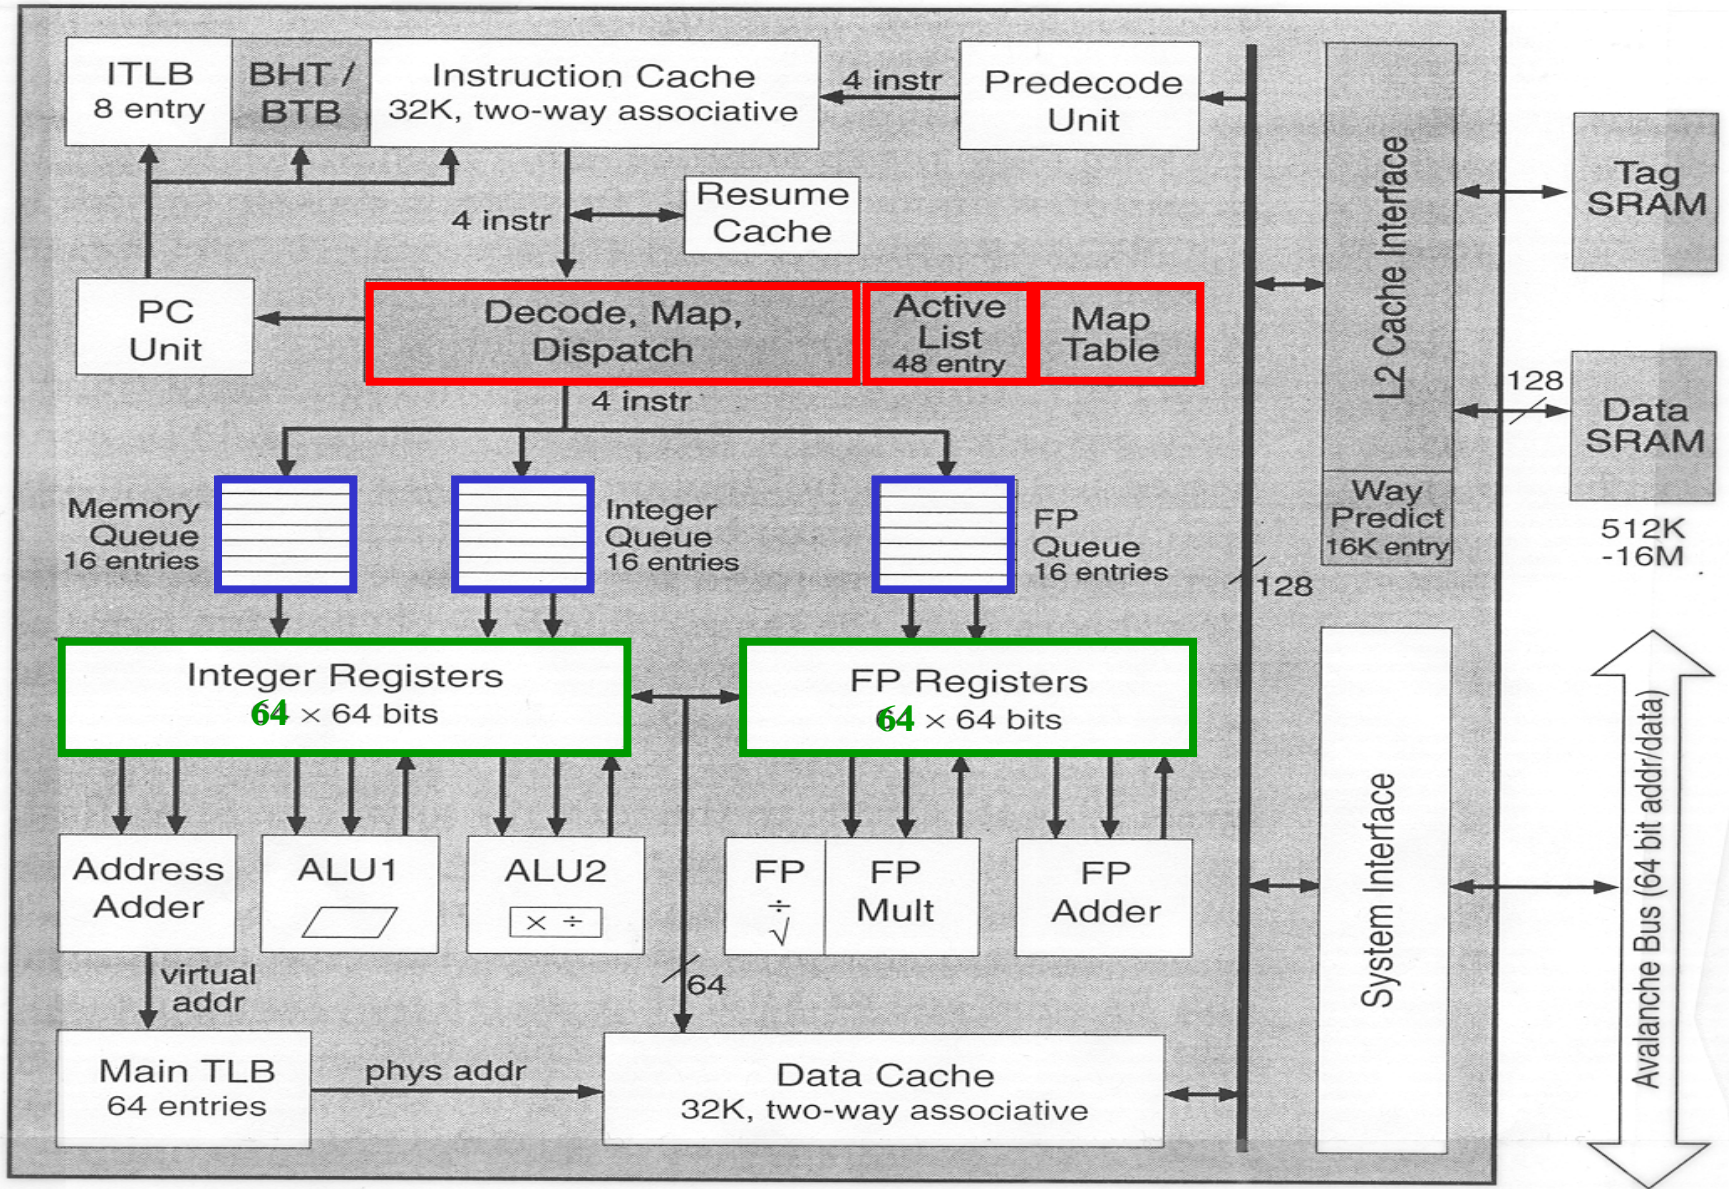 ITLB
8 entry
BHT /
BTB
Instruction Cache
32K, two-way associative
4 instr
Predecode
Unit
4 instr
Resume
Cache
PC
Unit
Decode, Map,
Dispatch
Active
List
48 entry
Map
Table
4 instr
Memory
Queue
16 entries
Integer
Queue
16 entries
FP
Queue
16 entries
Integer Registers
64 × 64 bits
FP Registers
64 × 64 bits
Address
Adder
ALU1
ALU2
× ÷
FP
÷
√
FP
Mult
FP
Adder
virtual
addr
64
Main TLB
64 entries
phys addr
Data Cache
32K, two-way associative
128
L2 Cache Interface
Way
Predict
16K entry
System Interface
Tag
SRAM
128
Data
SRAM
512K
-16M
Avalanche Bus (64 bit addr/data)